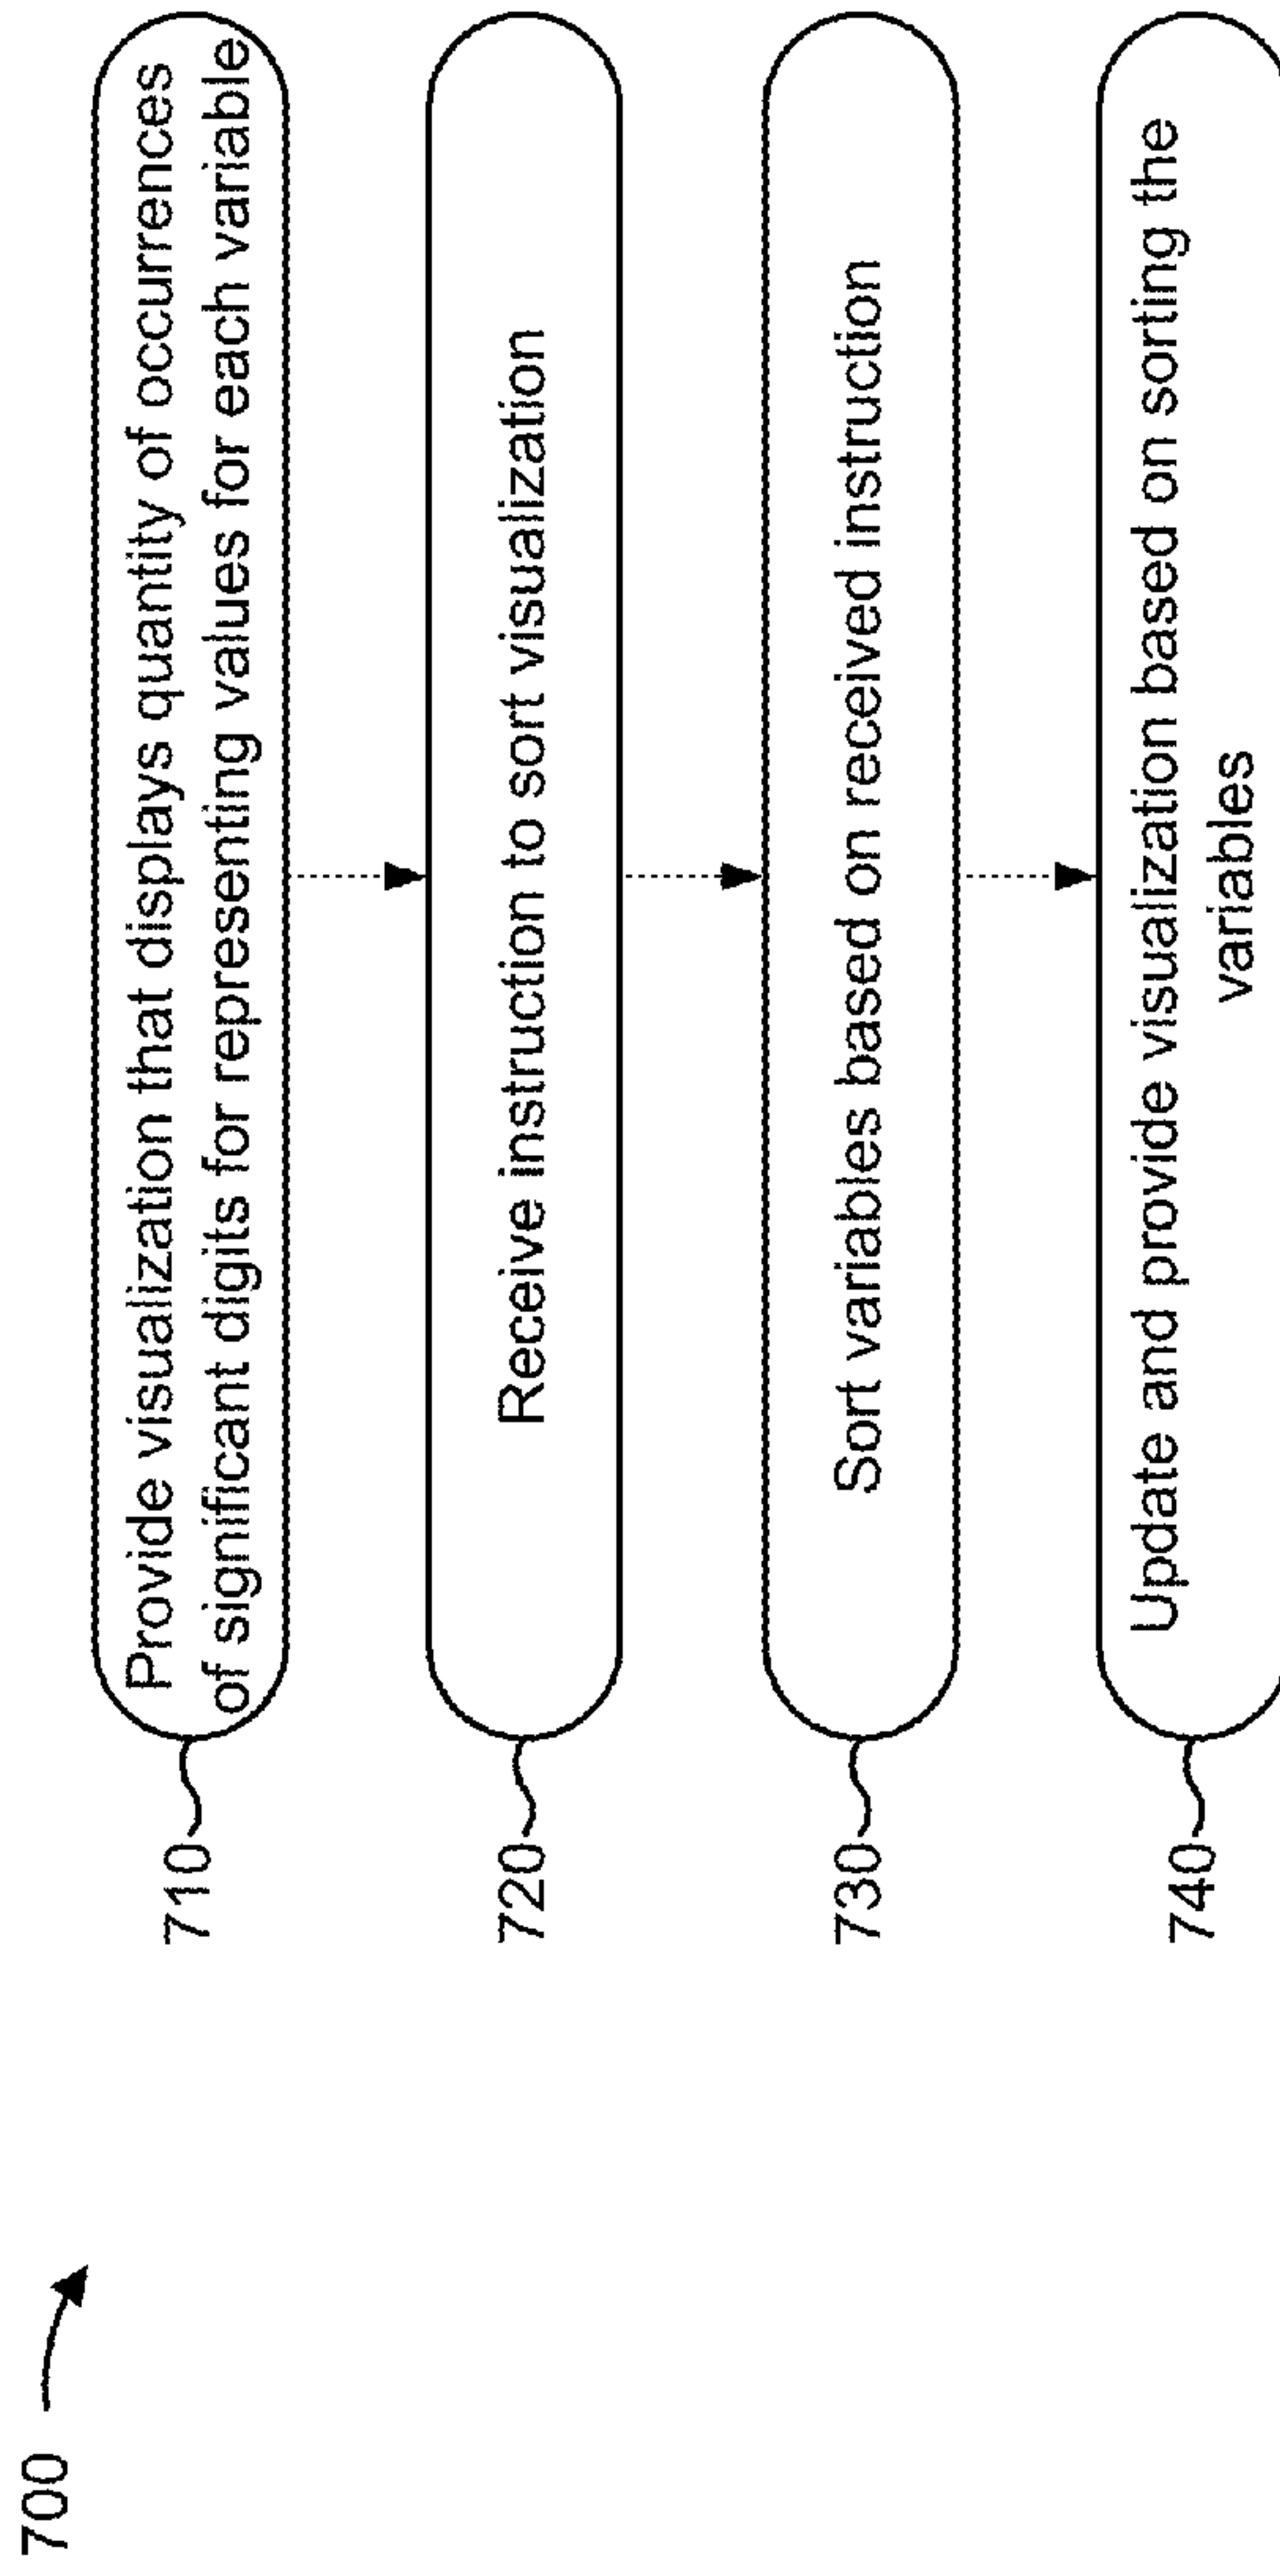 700
710
Provide visualization that displays quantity of occurrences
of significant digits for representing values for each variable
720
Receive instruction to sort visualization
730
Sort variables based on received instruction
740
Update and provide visualization based on sorting the
variables